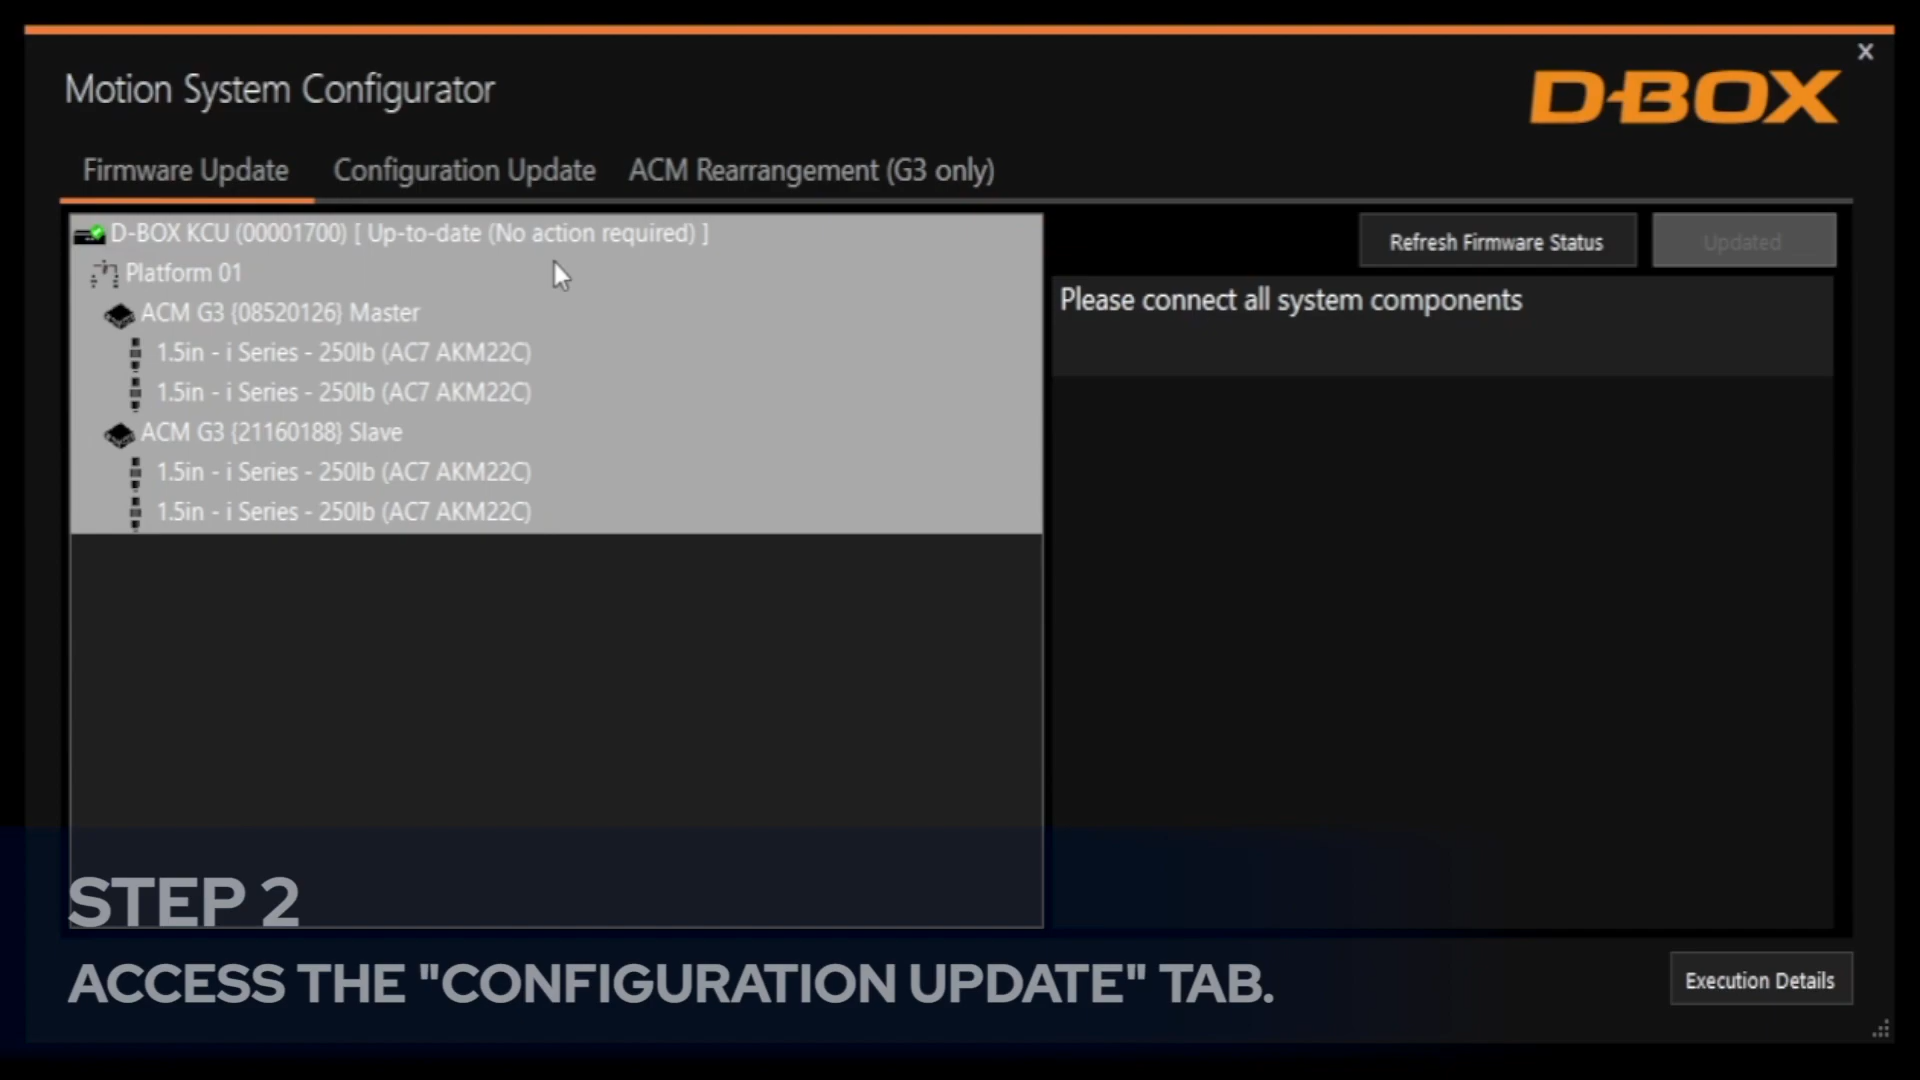 Motion System Configurator
D-BOX
X
Firmware Update
Configuration Update
ACM Rearrangement (G3 only)
D-BOX KCU (00001700) [ Up-to-date (No action required) ]
Platform 01
ACM G3 {08520126} Master
1.5in - i Series - 250lb (AC7 AKM22C)
1.5in - i Series - 250lb (AC7 AKM22C)
ACM G3 {21160188} Slave
1.5in - i Series - 250lb (AC7 AKM22C)
1.5in - i Series - 250lb (AC7 AKM22C)
Refresh Firmware Status
Updated
Please connect all system components
STEP 2
ACCESS THE "CONFIGURATION UPDATE" TAB.
Execution Details